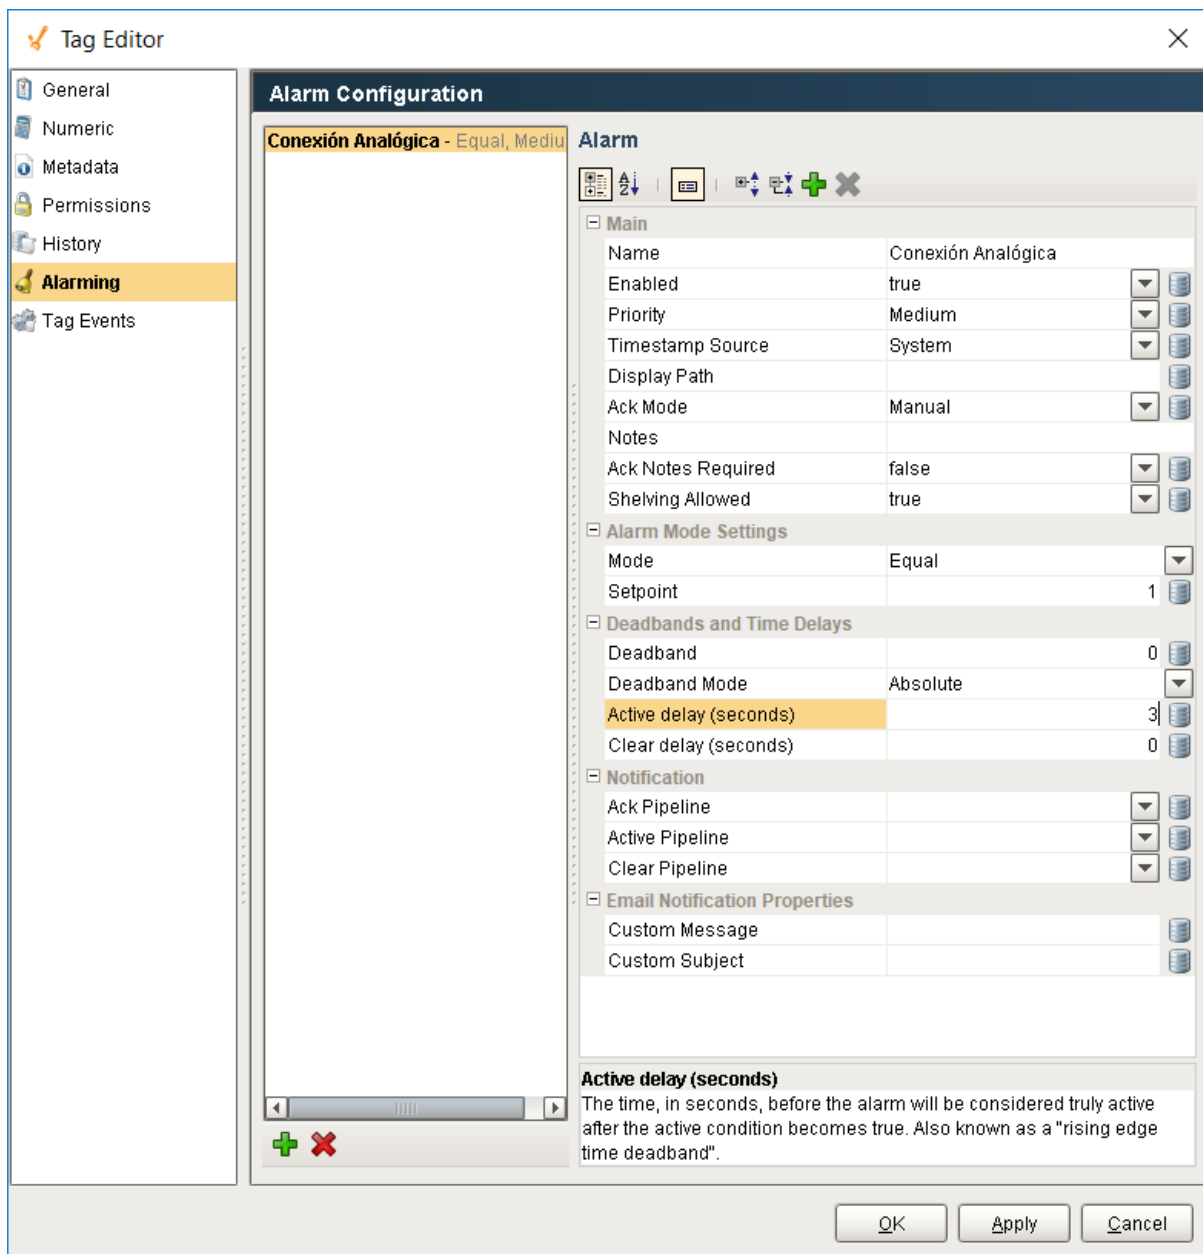 Tag Editor
General
Numeric
Metadata
Permissions
History
Alarming
Tag Events
Alarm Configuration
Conexión Analógica - Equal, Mediu
Alarm
Main
Name Conexión Analógica
Enabled true
Priority Medium
Timestamp Source System
Display Path
Ack Mode Manual
Notes
Ack Notes Required false
Shelving Allowed true
Alarm Mode Settings
Mode Equal
Setpoint 1
Deadbands and Time Delays
Deadband 0
Deadband Mode Absolute
Active delay (seconds) 3
Clear delay (seconds) 0
Notification
Ack Pipeline
Active Pipeline
Clear Pipeline
Email Notification Properties
Custom Message
Custom Subject
Active delay (seconds)
The time, in seconds, before the alarm will be considered truly active
after the active condition becomes true. Also known as a "rising edge
time deadband".
OK Apply Cancel